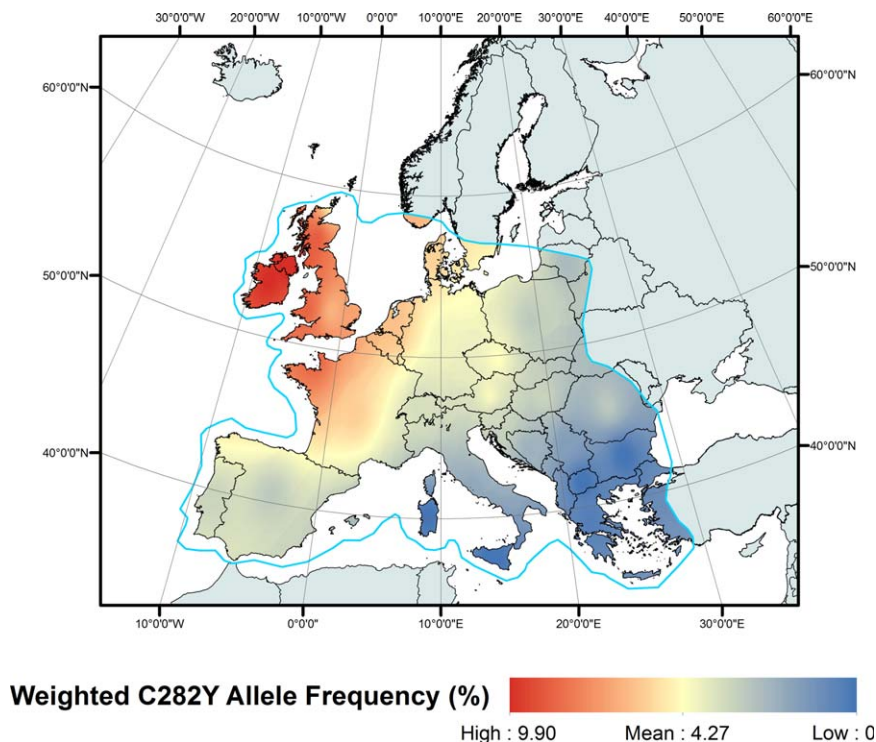 30°0'0"W 20°0'0"W 10°0'0"W 0°0'0" 10°0'0"E 20°0'0"E 30°0'0"E 40°0'0"E 50°0'0"E 60°0'0"E
60°0'0"N 60°0'0"N
50°0'0"N 50°0'0"N
40°0'0"N 40°0'0"N
10°0'0"W 0°0'0" 10°0'0"E 20°0'0"E 30°0'0"E
Weighted C282Y Allele Frequency (%)
High : 9.90 Mean : 4.27 Low : 0